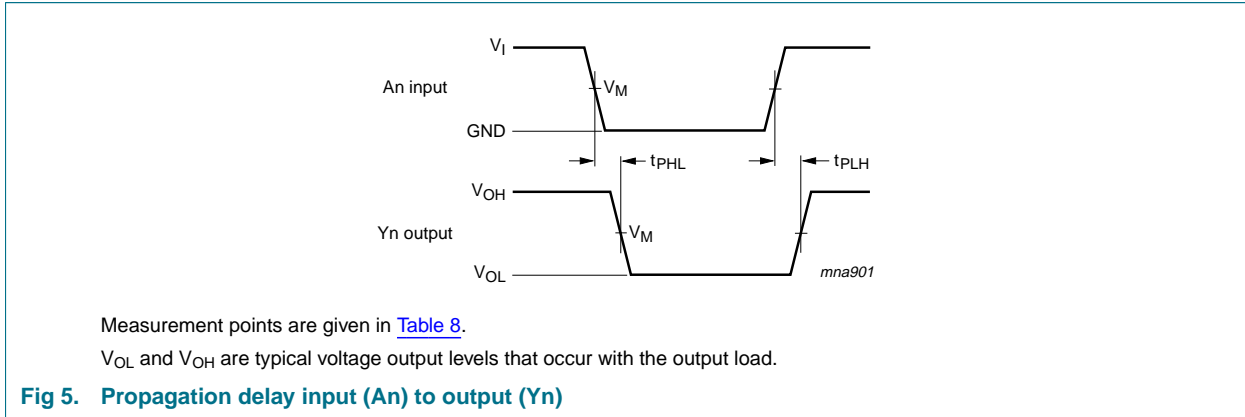 VI
An input
VM
GND
tPHL
tPLH
VOH
Yn output
VM
VOL
mna901
Measurement points are given in Table 8.
VOL and VOH are typical voltage output levels that occur with the output load.
Fig 5. Propagation delay input (An) to output (Yn)